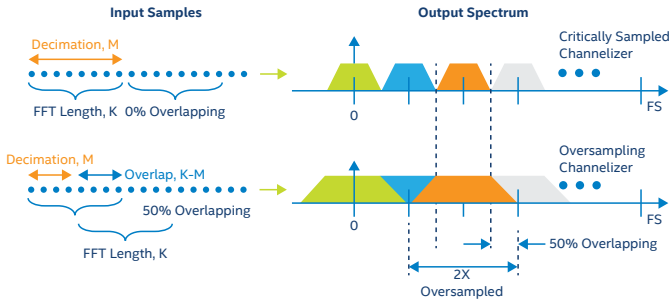 Input Samples
Output Spectrum
Decimation, M
FFT Length, K
0% Overlapping
Critically Sampled
Channelizer
0
FS
Decimation, M
Overlap, K-M
50% Overlapping
FFT Length, K
Oversampling
Channelizer
0
FS
50% Overlapping
2X
Oversampled